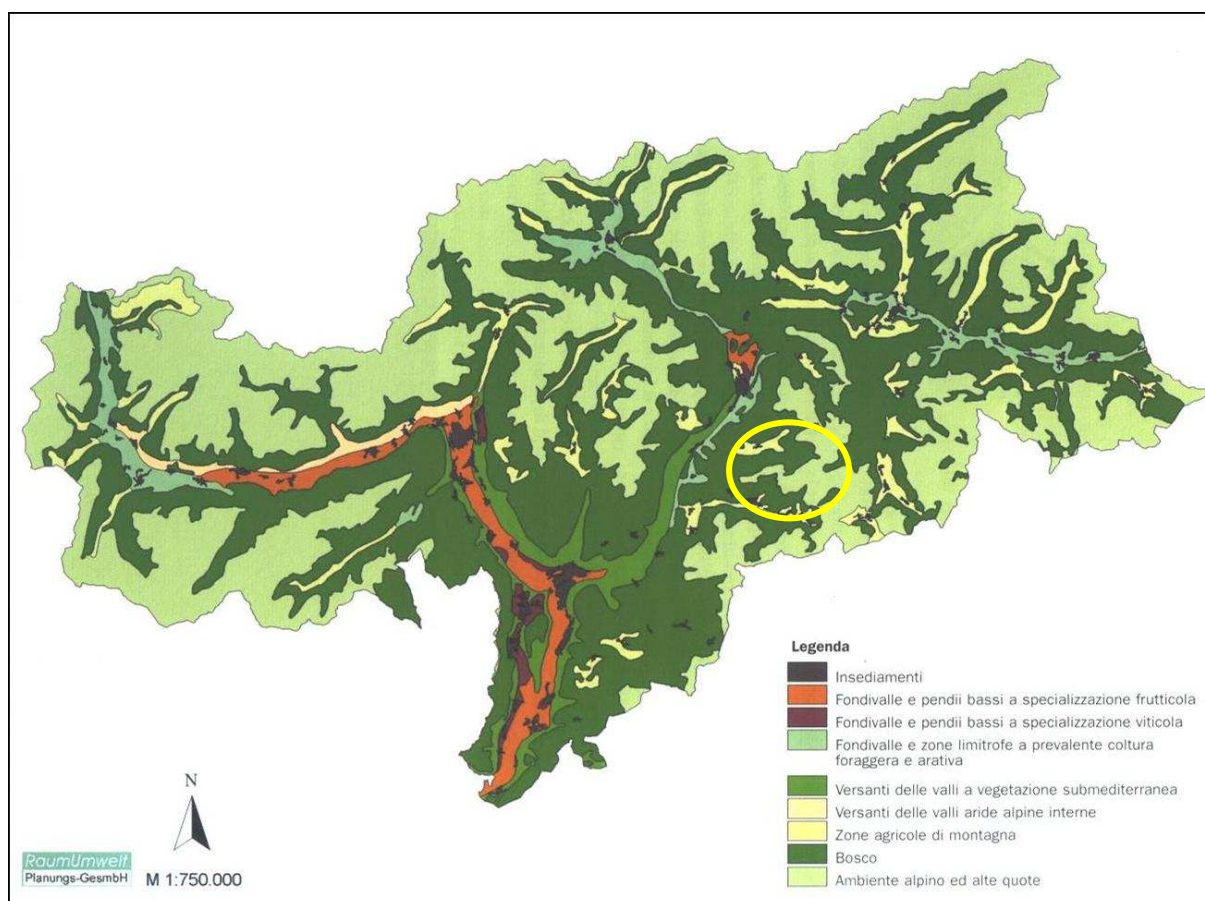 Legenda
Insediamenti
Fondivalle e pendii bassi a specializzazione frutticola
Fondivalle e pendii bassi a specializzazione viticola
Fondivalle e zone limitrofe a prevalente coltura
foraggera e arativa
Versanti delle valli a vegetazione submediterranea
Versanti delle valli aride alpine interne
Zone agricole di montagna
Bosco
Ambiente alpino ed alte quote
N
RaumUmwelt
Planungs-GesmbH
M 1:750.000